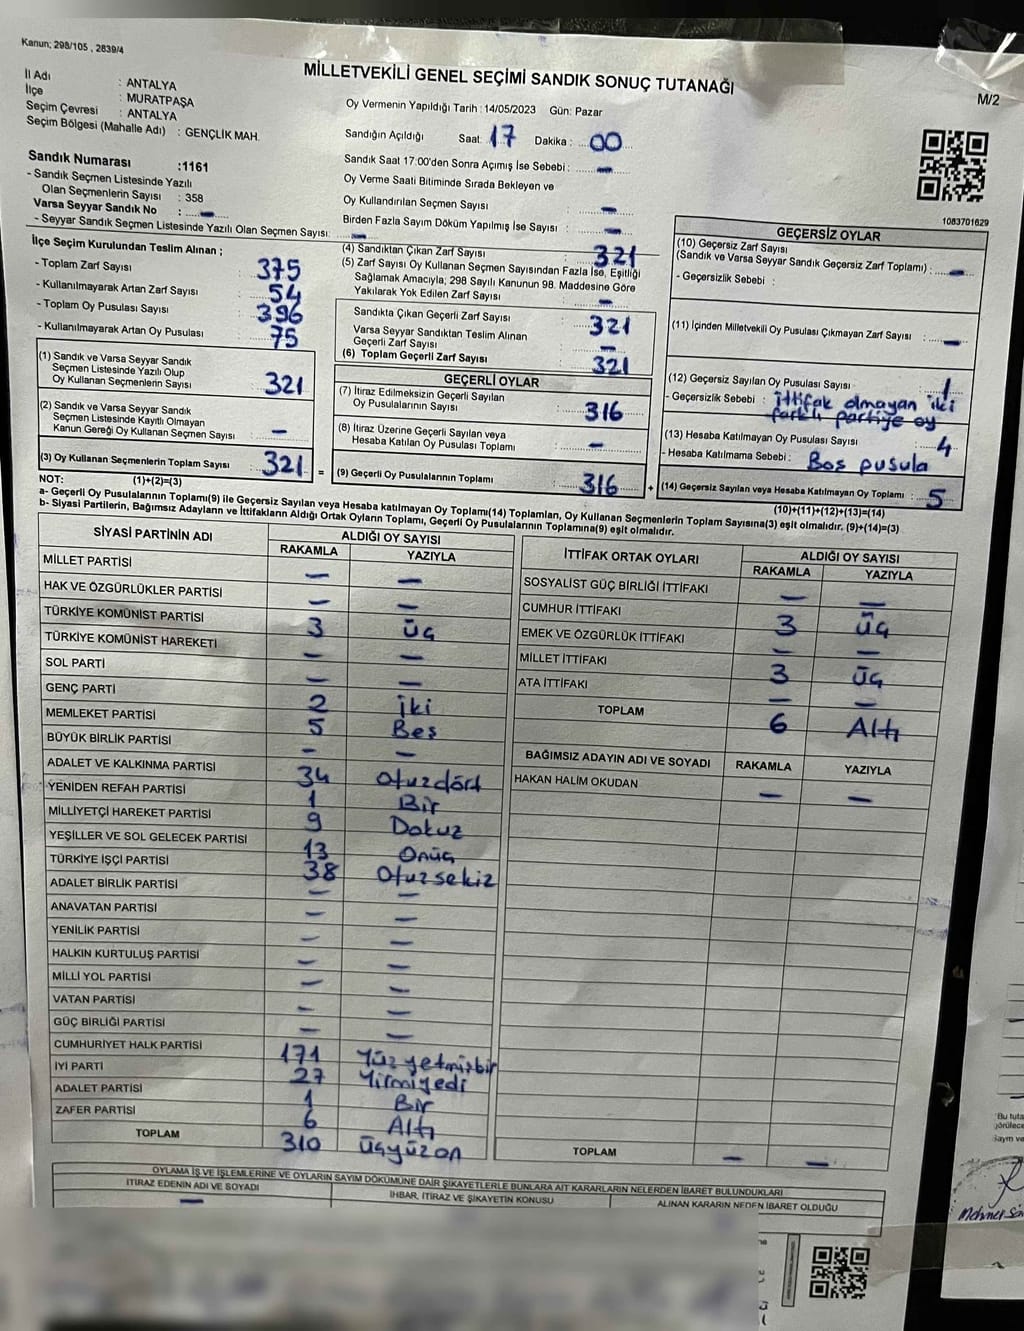 Kanun; 298/105 , 2839/4
MİLLETVEKİLİ GENEL SEÇİMİ SANDIK SONUÇ TUTANAĞI
M/2
İl Adı : ANTALYA
İlçe : MURATPAŞA
Seçim Çevresi : ANTALYA
Seçim Bölgesi (Mahalle Adı) : GENÇLİK MAH.
Sandık Numarası :1161
- Sandık Seçmen Listesinde Yazılı
Olan Seçmenlerin Sayısı : 358
Varsa Seyyar Sandık No : -
- Seyyar Sandık Seçmen Listesinde Yazılı Olan Seçmen Sayısı: -
Oy Vermenin Yapıldığı Tarih : 14/05/2023 Gün: Pazar
Sandığın Açıldığı Saat: 17 Dakika : 00
Sandık Saat 17:00'den Sonra Açımış İse Sebebi : -
Oy Verme Saati Bitiminde Sırada Bekleyen ve
Oy Kullandırılan Seçmen Sayısı : -
Birden Fazla Sayım Döküm Yapılmış İse Sayısı : -
1083701629
İlçe Seçim Kurulundan Teslim Alınan ;
- Toplam Zarf Sayısı : 375
- Kullanılmayarak Artan Zarf Sayısı : 54
- Toplam Oy Pusulası Sayısı : 396
- Kullanılmayarak Artan Oy Pusulası : 75
(1) Sandık ve Varsa Seyyar Sandık
Seçmen Listesinde Yazılı Olup
Oy Kullanan Seçmenlerin Sayısı : 321
(2) Sandık ve Varsa Seyyar Sandık
Seçmen Listesinde Kayıtlı Olmayan
Kanun Gereği Oy Kullanan Seçmen Sayısı : -
(3) Oy Kullanan Seçmenlerin Toplam Sayısı : 321 =
(4) Sandıktan Çıkan Zarf Sayısı : 321
(5) Zarf Sayısı Oy Kullanan Seçmen Sayısından Fazla İse, Eşitliği
Sağlamak Amacıyla; 298 Sayılı Kanunun 98. Maddesine Göre
Yakılarak Yok Edilen Zarf Sayısı : -
Sandıkta Çıkan Geçerli Zarf Sayısı : 321
Varsa Seyyar Sandıktan Teslim Alınan
Geçerli Zarf Sayısı : -
(6) Toplam Geçerli Zarf Sayısı : 321
GEÇERLİ OYLAR
(7) İtiraz Edilmeksizin Geçerli Sayılan
Oy Pusulalarının Sayısı : 316
(8) İtiraz Üzerine Geçerli Sayılan veya
Hesaba Katılan Oy Pusulası Toplamı : -
(9) Geçerli Oy Pusulalarının Toplamı : 316 +
GEÇERSİZ OYLAR
(10) Geçersiz Zarf Sayısı
(Sandık ve Varsa Seyyar Sandık Geçersiz Zarf Toplamı) : -
- Geçersizlik Sebebi :
(11) İçinden Milletvekili Oy Pusulası Çıkmayan Zarf Sayısı : -
(12) Geçersiz Sayılan Oy Pusulası Sayısı : 1
- Geçersizlik Sebebi : ittifak olmayan iki
farklı partiye oy
(13) Hesaba Katılmayan Oy Pusulası Sayısı : 4
- Hesaba Katılmama Sebebi : Boş pusula
(14) Geçersiz Sayılan veya Hesaba Katılmayan Oy Toplamı : 5
NOT: (1)+(2)=(3)
(10)+(11)+(12)+(13)=(14)
a- Geçerli Oy Pusulalarının Toplamı(9) ile Geçersiz Sayılan veya Hesaba katılmayan Oy Toplamı(14) Toplamları, Oy Kullanan Seçmenlerin Toplam Sayısına(3) eşit olmalıdır. (9)+(14)=(3)
b- Siyasi Partilerin, Bağımsız Adayların ve İttifakların Aldığı Ortak Oyların Toplamı, Geçerli Oy Pusulalarının Toplamına(9) eşit olmalıdır.
SİYASİ PARTİNİN ADI ALDIĞI OY SAYISI
RAKAMLA YAZIYLA
MİLLET PARTİSİ - -
HAK VE ÖZGÜRLÜKLER PARTİSİ - -
TÜRKİYE KOMÜNİST PARTİSİ 3 üç
TÜRKİYE KOMÜNİST HAREKETİ - -
SOL PARTİ - -
GENÇ PARTİ 2 iki
MEMLEKET PARTİSİ 5 Beş
BÜYÜK BİRLİK PARTİSİ - -
ADALET VE KALKINMA PARTİSİ 34 otuzdört
YENİDEN REFAH PARTİSİ 1 Bir
MİLLİYETÇİ HAREKET PARTİSİ 9 Dokuz
YEŞİLLER VE SOL GELECEK PARTİSİ 13 Onüç
TÜRKİYE İŞÇİ PARTİSİ 38 Otuzsekiz
ADALET BİRLİK PARTİSİ - -
ANAVATAN PARTİSİ - -
YENİLİK PARTİSİ - -
HALKIN KURTULUŞ PARTİSİ - -
MİLLİ YOL PARTİSİ - -
VATAN PARTİSİ - -
GÜÇ BİRLİĞİ PARTİSİ - -
CUMHURİYET HALK PARTİSİ 171 Yüzyetmişbir
İYİ PARTİ 27 Yirmiyedi
ADALET PARTİSİ 1 Bir
ZAFER PARTİSİ 6 Altı
TOPLAM 310 üçyüzon
İTTİFAK ORTAK OYLARI ALDIĞI OY SAYISI
RAKAMLA YAZIYLA
SOSYALİST GÜÇ BİRLİĞİ İTTİFAKI - -
CUMHUR İTTİFAKI 3 üç
EMEK VE ÖZGÜRLÜK İTTİFAKI - -
MİLLET İTTİFAKI 3 üç
ATA İTTİFAKI - -
TOPLAM 6 Altı
BAĞIMSIZ ADAYIN ADI VE SOYADI RAKAMLA YAZIYLA
HAKAN HALİM OKUDAN - -
TOPLAM - -
OYLAMA İŞ VE İŞLEMLERİNE VE OYLARIN SAYIM DÖKÜMÜNE DAİR ŞİKAYETLERLE BUNLARA AİT KARARLARIN NELERDEN İBARET BULUNDUKLARI
İTİRAZ EDENİN ADI VE SOYADI İHBAR, İTİRAZ VE ŞİKAYETİN KONUSU ALINAN KARARIN NEDEN İBARET OLDUĞU
-
Bu tuta
görülece
Sayım ve
Mehmet